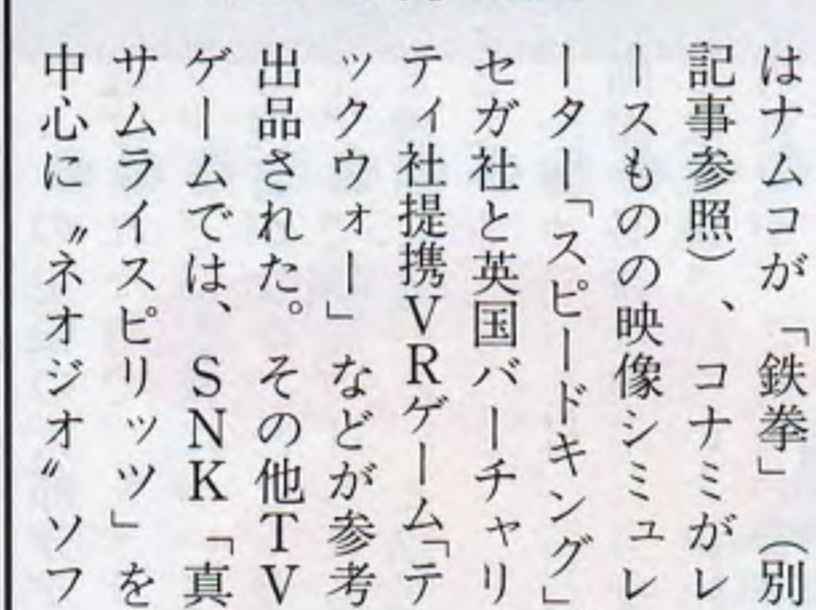 はナムコが「鉄拳」（別
記事参照）、コナミがレ
ースものの映像シミュレ
ーター「スピードキング」
セガ社と英国バーチャリ
ティ社提携VRゲーム「テ
ックウォー」などが参考
出品された。その他TV
ゲームでは、SNK「真
サムライスピリッツ」を
中心に〝ネオジオ〟ソフ